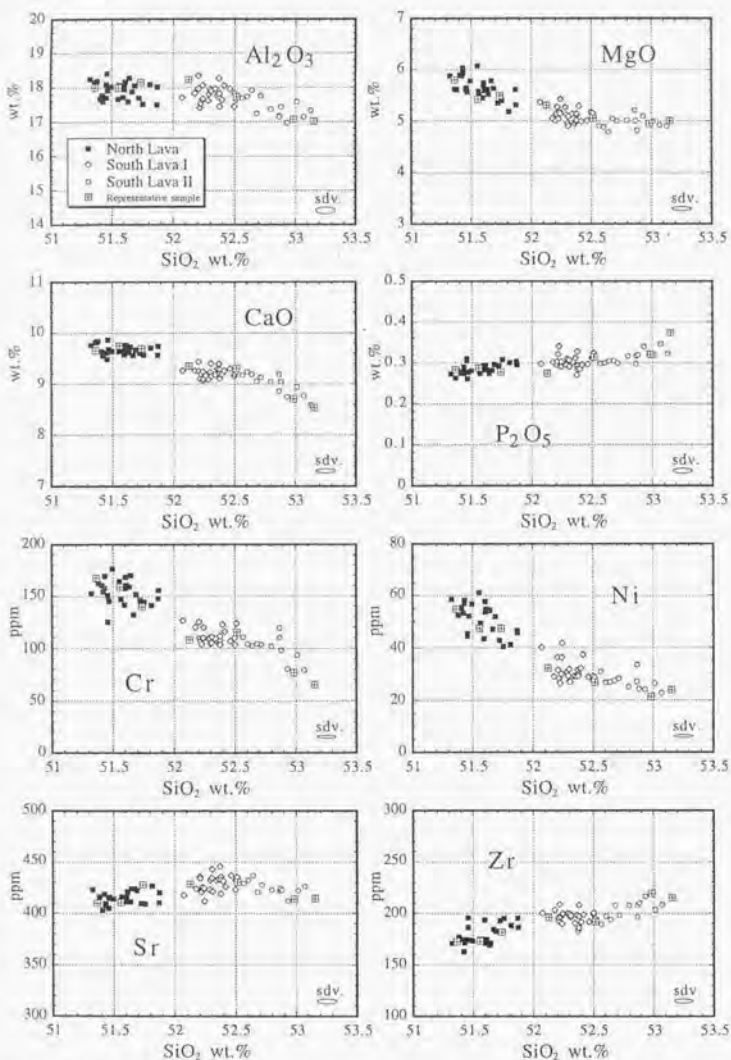 20
19
18
17
16
15
14
wt.%
Al₂O₃
■ North Lava
○ South Lava I
□ South Lava II
⊞ Representative sample
sdv.
51 51.5 52 52.5 53 53.5
SiO₂ wt.%
7
6
5
4
3
wt.%
MgO
sdv.
51 51.5 52 52.5 53 53.5
SiO₂ wt.%
11
10
9
8
7
wt.%
CaO
sdv.
51 51.5 52 52.5 53 53.5
SiO₂ wt.%
0.5
0.4
0.3
0.2
0.1
0
wt.%
P₂O₅
sdv.
51 51.5 52 52.5 53 53.5
SiO₂ wt.%
200
150
100
50
0
ppm
Cr
sdv.
51 51.5 52 52.5 53 53.5
SiO₂ wt.%
80
60
40
20
0
ppm
Ni
sdv.
51 51.5 52 52.5 53 53.5
SiO₂ wt.%
500
450
400
350
300
ppm
Sr
sdv.
51 51.5 52 52.5 53 53.5
SiO₂ wt.%
300
250
200
150
100
ppm
Zr
sdv
51 51.5 52 52.5 53 53.5
SiO₂ wt.%